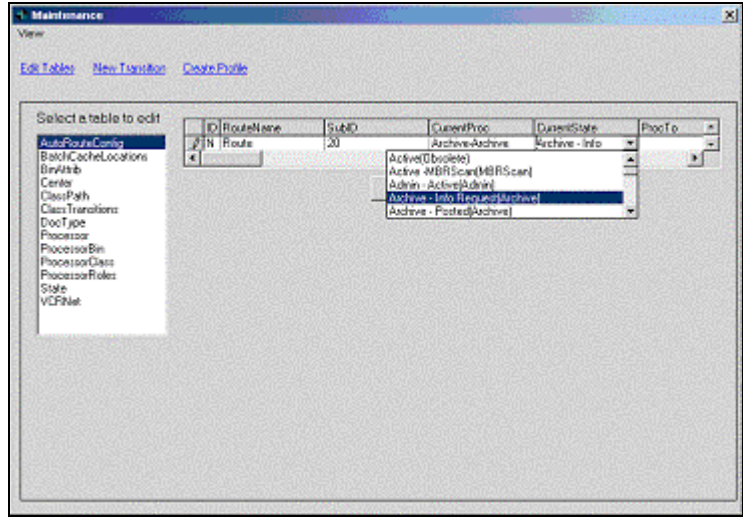 Maintenance
View
Edit Tables New Transition Create Profile
Select a table to edit
ID RouteName SubID CurrentProc CurrentState ProcTo
N Route 20 Archive-Archive Archive - Info
AutoRouteConfig
BatchCacheLocations
BinAttrib
Center
ClassPath
ClassTransitions
DocType
Processor
ProcessorBin
ProcessorClass
ProcessorRoles
State
VCRNet
Active(Obsolete)
Active -MBRScan(MBRScan)
Admin - Active(Admin)
Archive - Info Request(Archive)
Archive - Posted(Archive)